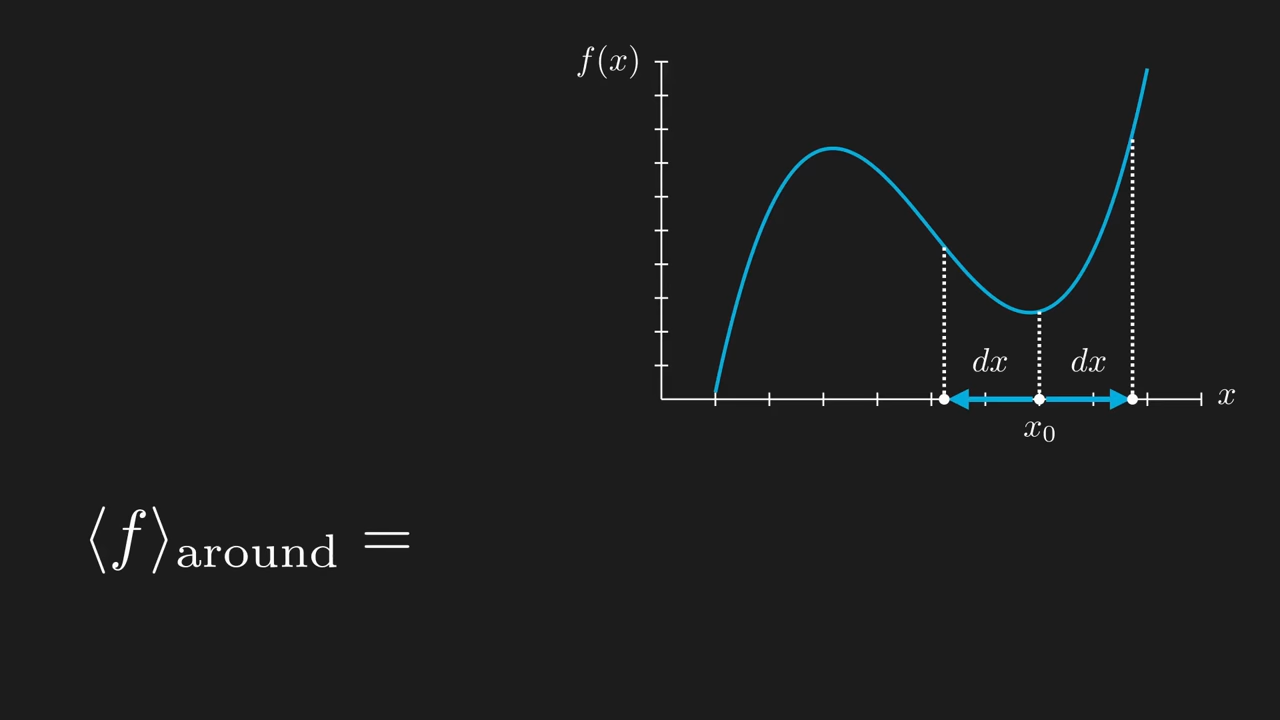 f(x)
dx dx
x
x₀
⟨f⟩around =